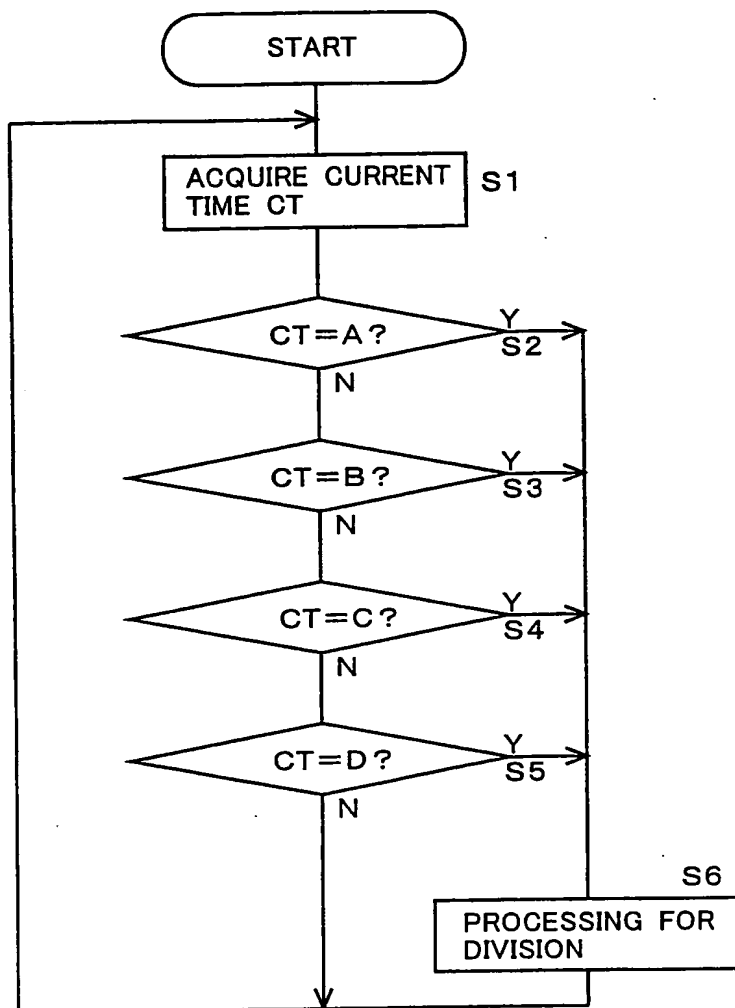 START
ACQUIRE CURRENT
TIME CT
S1
CT=A?
Y
S2
N
CT=B?
Y
S3
N
CT=C?
Y
S4
N
CT=D?
Y
S5
N
S6
PROCESSING FOR
DIVISION